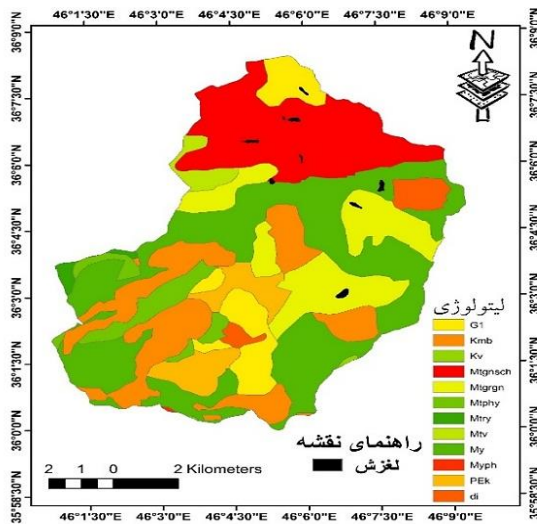 46°1'30"E 46°3'0"E 46°4'30"E 46°6'0"E 46°7'30"E 46°9'0"E
36°9'0"N 36°9'0"N
N
36°7'30"N 36°7'30"N
36°6'0"N 36°6'0"N
36°4'30"N 36°4'30"N
36°3'0"N 36°3'0"N
لیتولوژی
G1
Kmb
Kv
Mtgnsch
Mtgrgn
Mtphy
Mtry
Mtv
My
Myph
PEk
di
36°1'30"N 36°1'30"N
36°0'0"N 36°0'0"N
راهنمای نقشه
لغزش
2 1 0 2 Kilometers
35°58'30"N 35°58'30"N
46°1'30"E 46°3'0"E 46°4'30"E 46°6'0"E 46°7'30"E 46°9'0"E